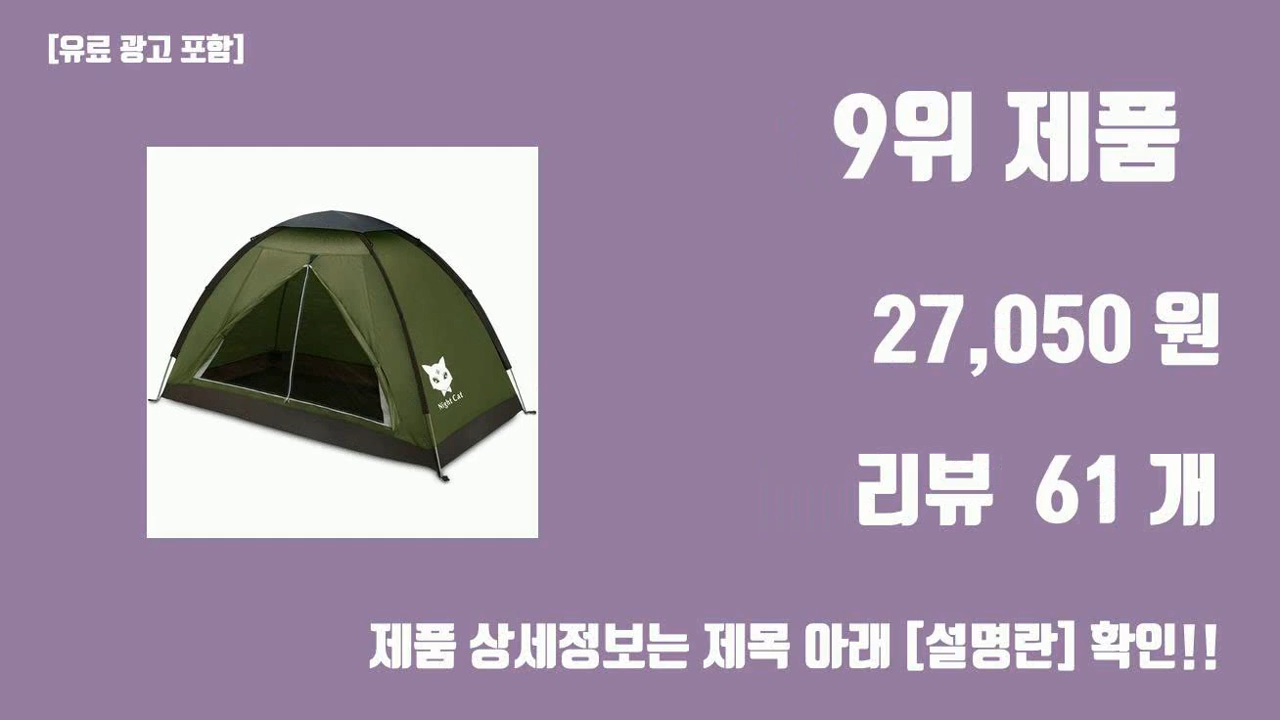 [유료 광고 포함]
9위 제품
27,050 원
리뷰 61 개
Night Cat
제품 상세정보는 제목 아래 [설명란] 확인!!